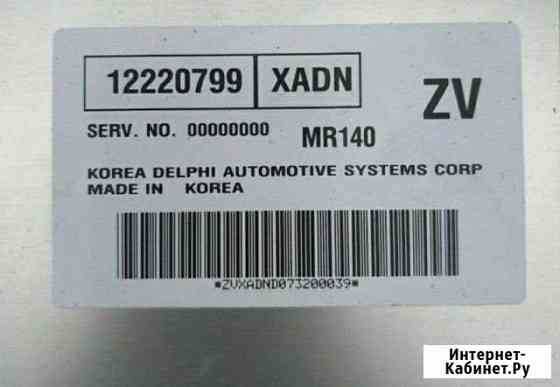 12220799 XADN ZV
SERV. NO. 00000000 MR140
KOREA DELPHI AUTOMOTIVE SYSTEMS CORP
MADE IN KOREA
*ZVXADND073200039*
Интернет-
Кабинет.Ру